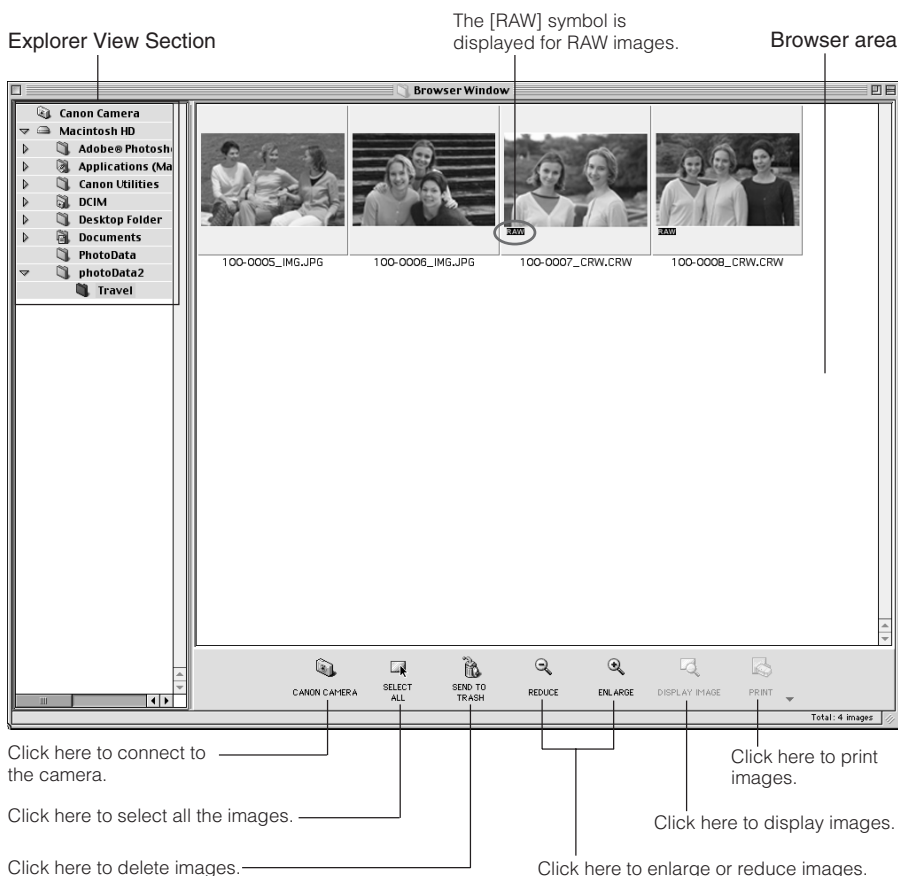 The [RAW] symbol is
displayed for RAW images.
Explorer View Section
Browser area
Browser Window
Canon Camera
Macintosh HD
Adobe® Photosh
Applications (Ma
Canon Utilities
DCIM
Desktop Folder
Documents
PhotoData
photoData2
Travel
RAW
RAW
100-0005_IMG.JPG
100-0006_IMG.JPG
100-0007_CRW.CRW
100-0008_CRW.CRW
CANON CAMERA
SELECT
ALL
SEND TO
TRASH
REDUCE
ENLARGE
DISPLAY IMAGE
PRINT
Total: 4 images
Click here to connect to
the camera.
Click here to print
images.
Click here to select all the images.
Click here to display images.
Click here to delete images.
Click here to enlarge or reduce images.